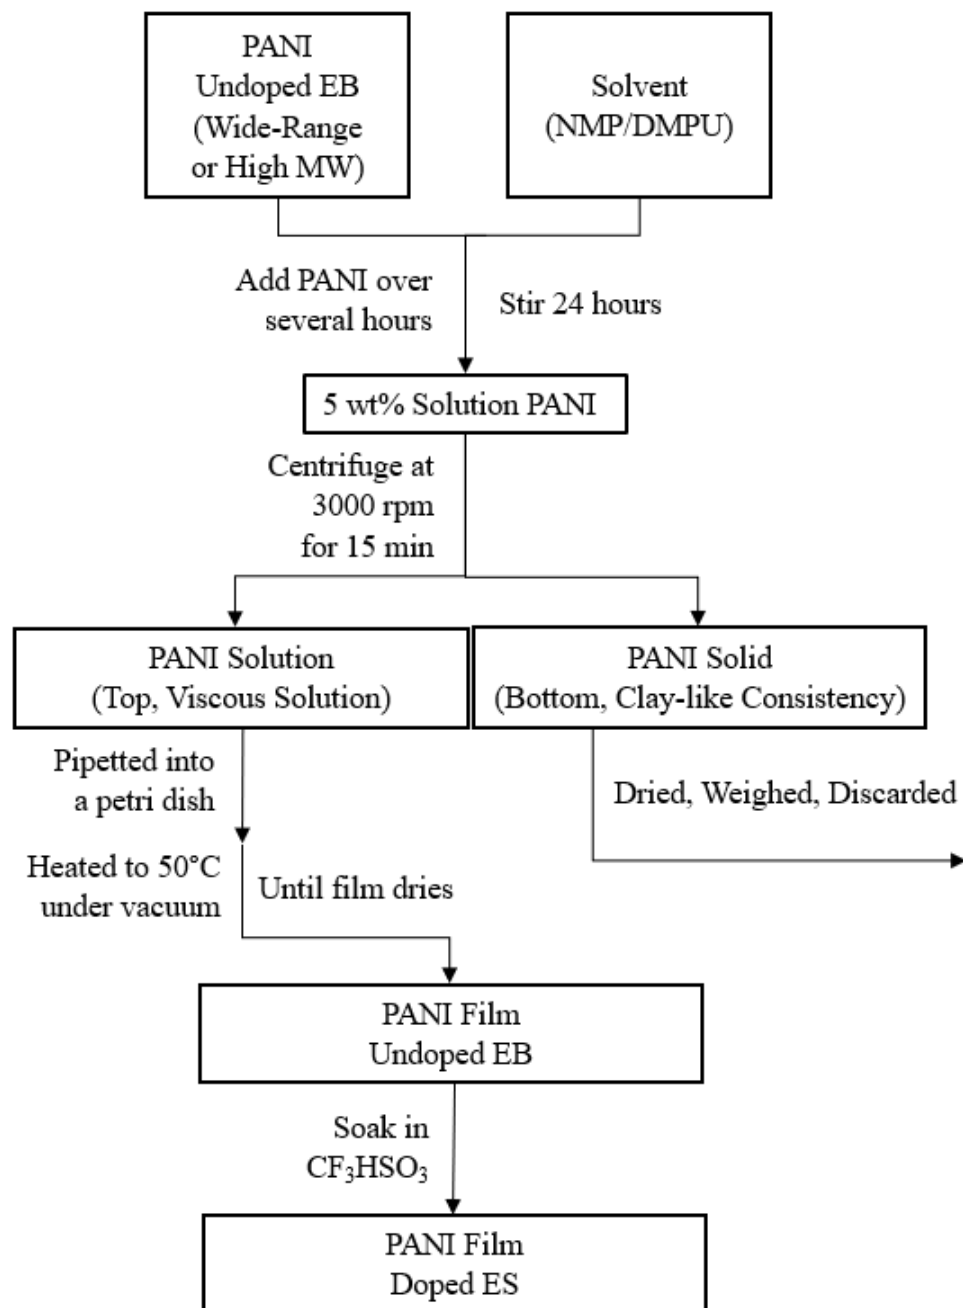 PANI
Undoped EB
(Wide-Range
or High MW)
Solvent
(NMP/DMPU)
Add PANI over
several hours
Stir 24 hours
5 wt% Solution PANI
Centrifuge at
3000 rpm
for 15 min
PANI Solution
(Top, Viscous Solution)
PANI Solid
(Bottom, Clay-like Consistency)
Pipetted into
a petri dish
Dried, Weighed, Discarded
Heated to 50°C
under vacuum
Until film dries
PANI Film
Undoped EB
Soak in
CF₃HSO₃
PANI Film
Doped ES